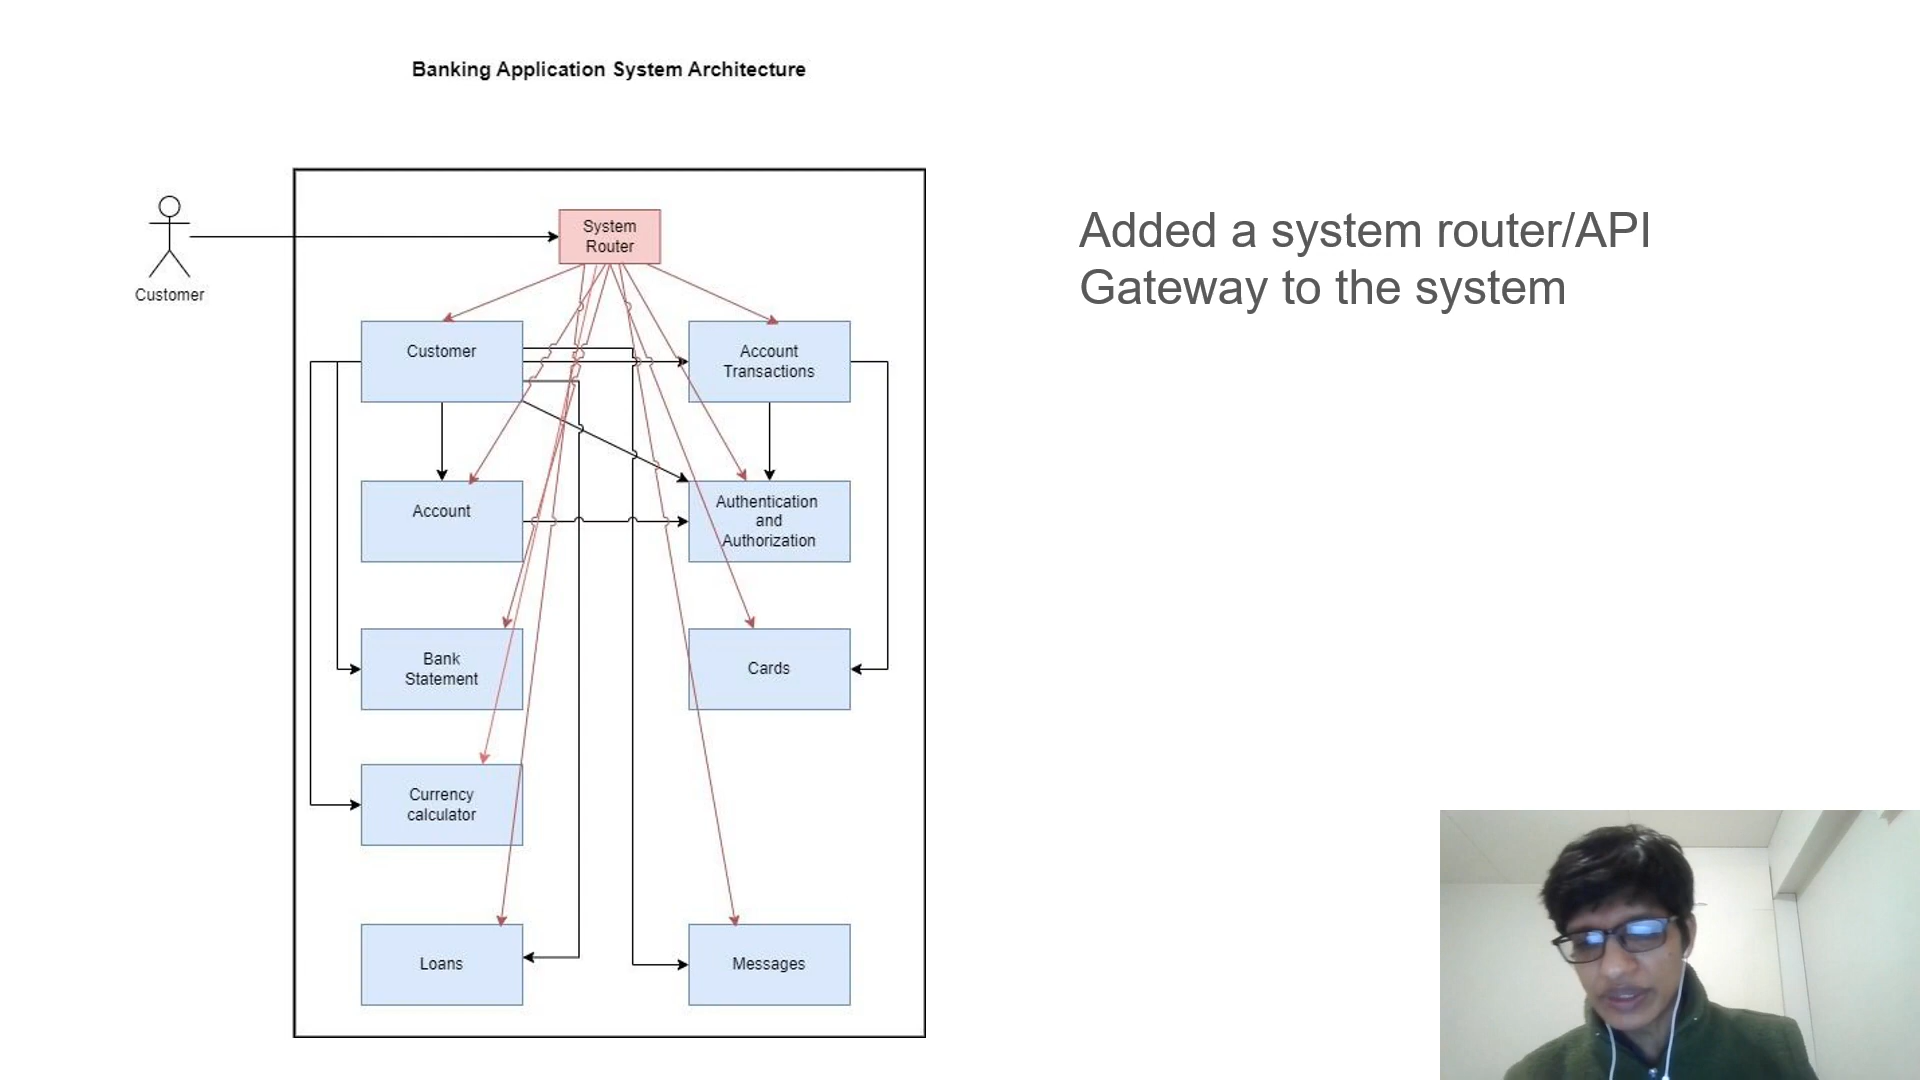 Banking Application System Architecture
System
Router
Customer
Customer
Account
Transactions
Account
Authentication
and
Authorization
Bank
Statement
Cards
Currency
calculator
Loans
Messages
Added a system router/API
Gateway to the system